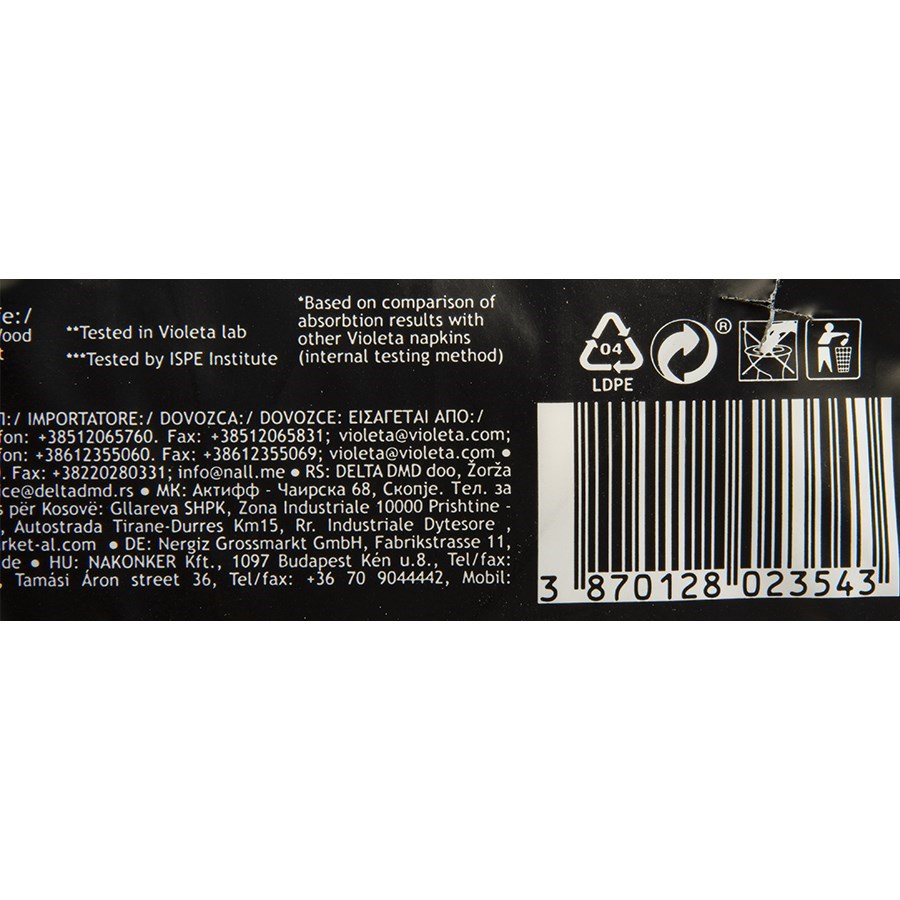 e:/
ood
t
**Tested in Violeta lab
***Tested by ISPE Institute
*Based on comparison of
absorbtion results with
other Violeta napkins
(internal testing method)
04
LDPE
®
П:/ IMPORTATORE:/ DOVOZCA:/ DOVOZCE: ΕΙΣΑΓΕΤΑΙ ΑΠΟ:/
fon: +38512065760. Fax: +38512065831; violeta@violeta.com;
fon: +38612355060. Fax: +38612355069; violeta@violeta.com ●
. Fax: +38220280331; info@nall.me ● RS: DELTA DMD doo, Žorža
ice@deltadmd.rs ● MK: Актифф - Чаирска 68, Скопје. Тел. за
s për Kosovë: Gllareva SHPK, Zona Industriale 10000 Prishtine -
, Autostrada Tirane-Durres Km15, Rr. Industriale Dytesore ,
rket-al.com ● DE: Nergiz Grossmarkt GmbH, Fabrikstrasse 11,
de ● HU: NAKONKER Kft., 1097 Budapest Kén u.8., Tel/fax:
, Tamási Áron street 36, Tel/fax: +36 70 9044442, Mobil:
3 870128 023543